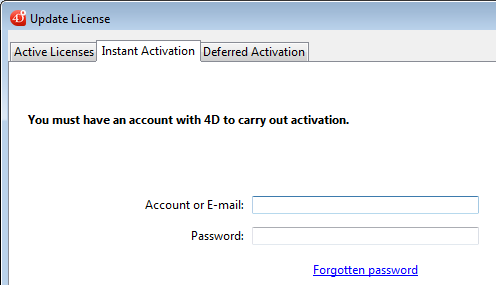 4D Update License
Active Licenses Instant Activation Deferred Activation
You must have an account with 4D to carry out activation.
Account or E-mail:
Password:
Forgotten password